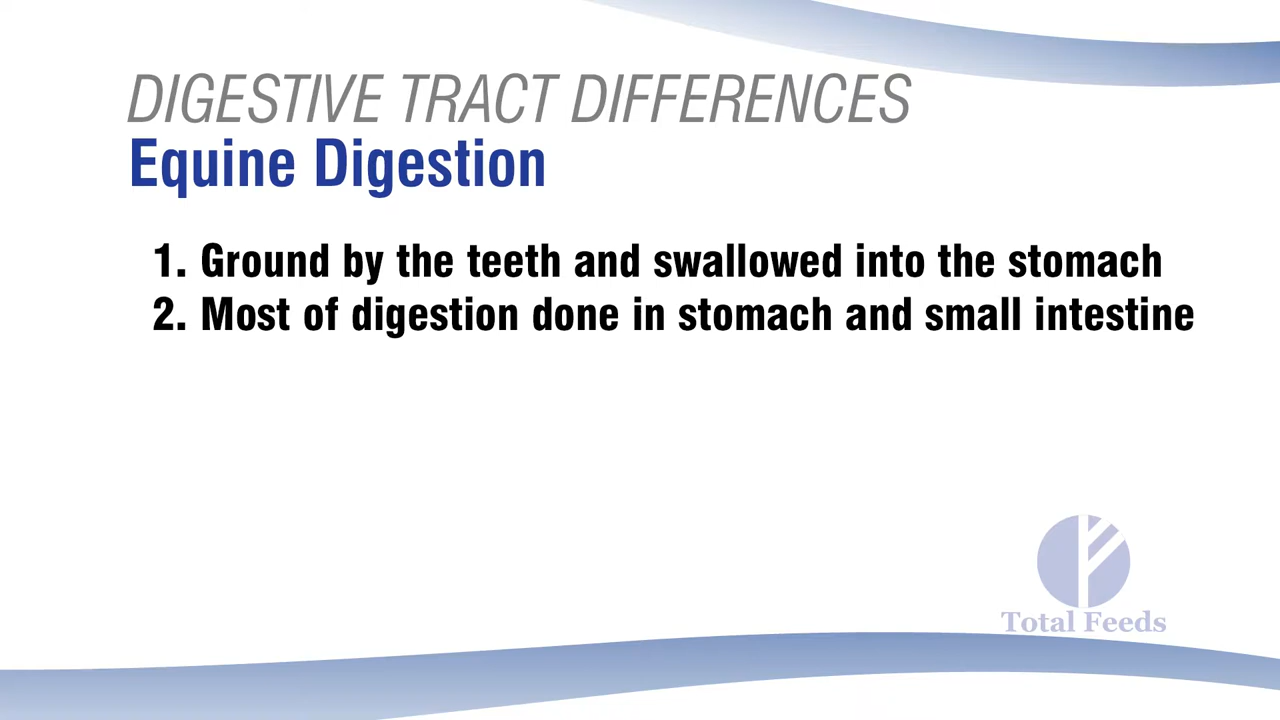 DIGESTIVE TRACT DIFFERENCES
Equine Digestion
1. Ground by the teeth and swallowed into the stomach
2. Most of digestion done in stomach and small intestine
Total Feeds